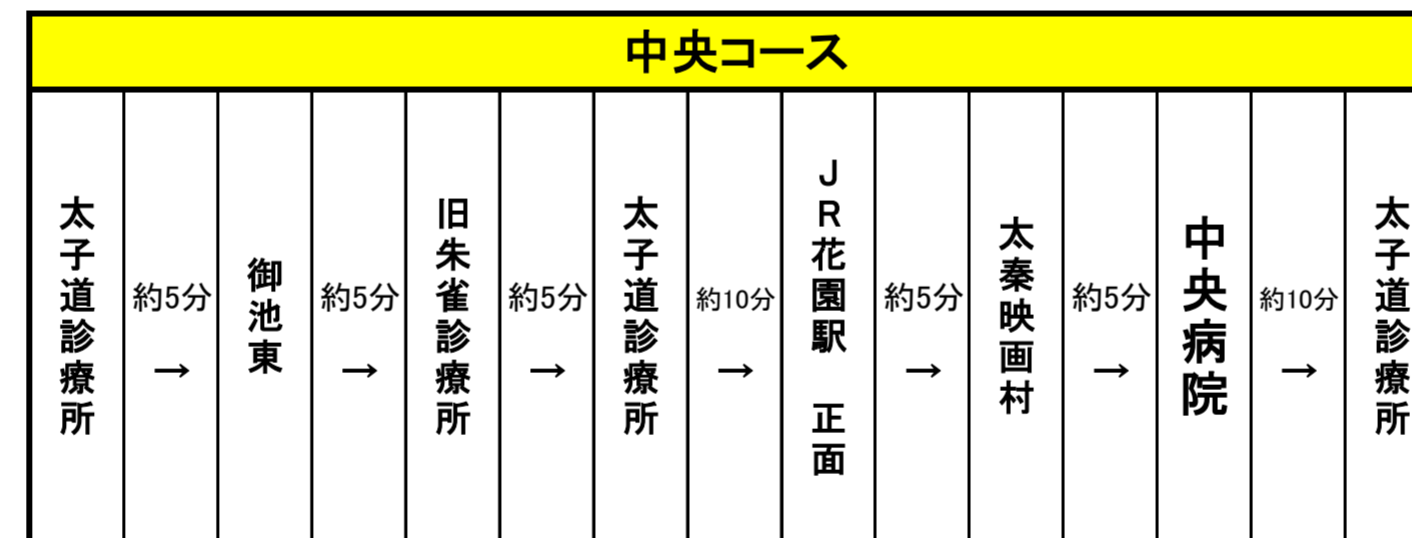 中央コース
太子道診療所
約5分
→
御池東
約5分
→
旧朱雀診療所
約5分
→
太子道診療所
約10分
→
JR花園駅 正面
約5分
→
太秦映画村
約5分
→
中央病院
約10分
→
太子道診療所